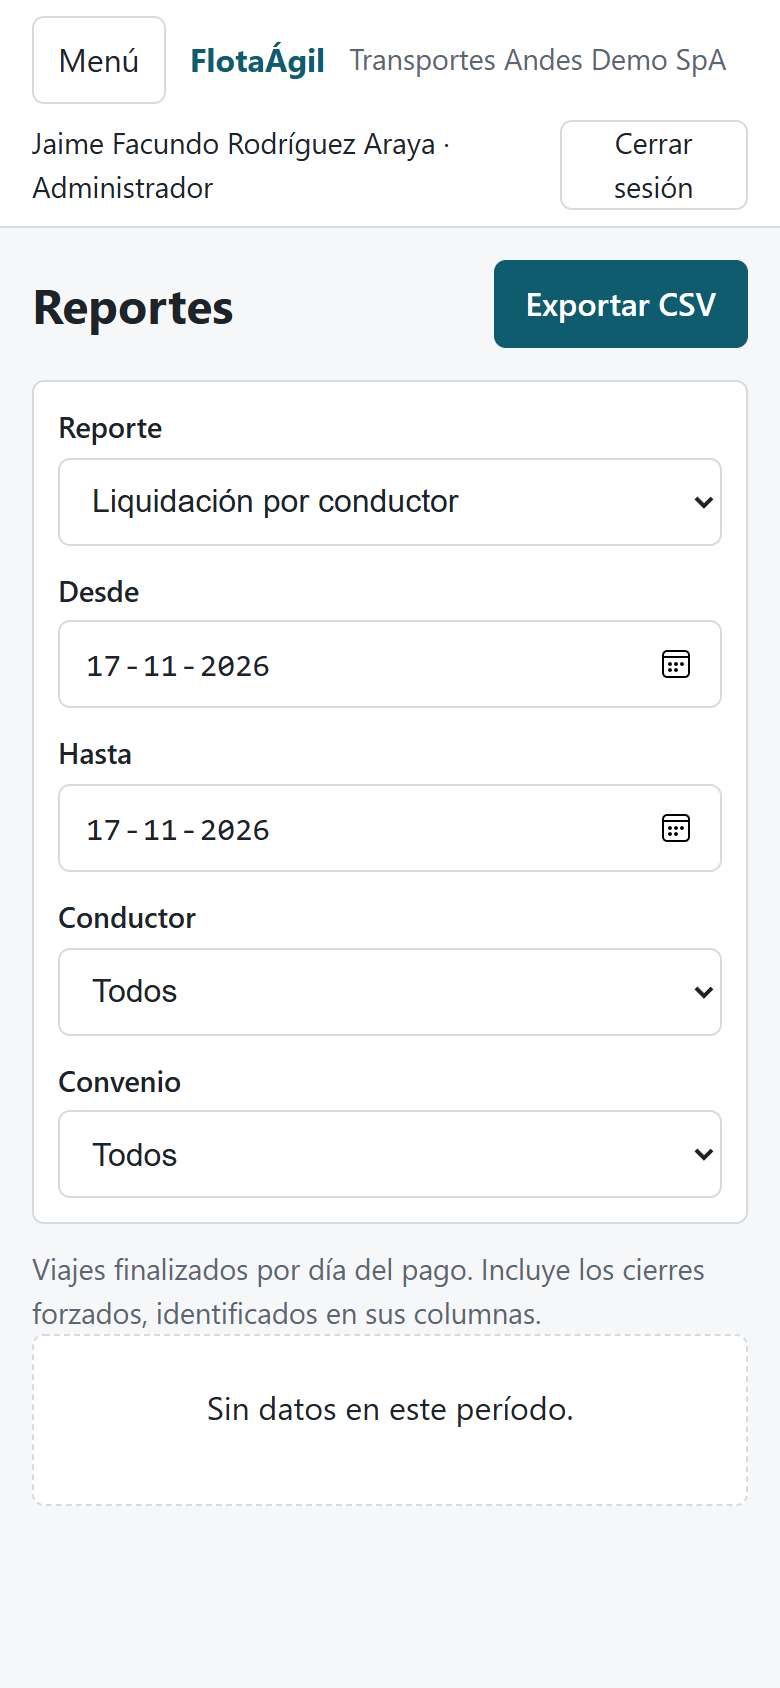 Menú
FlotaÁgil
Transportes Andes Demo SpA
Jaime Facundo Rodríguez Araya ·
Administrador
Cerrar
sesión
Reportes
Exportar CSV
Reporte
Liquidación por conductor
Desde
17-11-2026
Hasta
17-11-2026
Conductor
Todos
Convenio
Todos
Viajes finalizados por día del pago. Incluye los cierres
forzados, identificados en sus columnas.
Sin datos en este período.